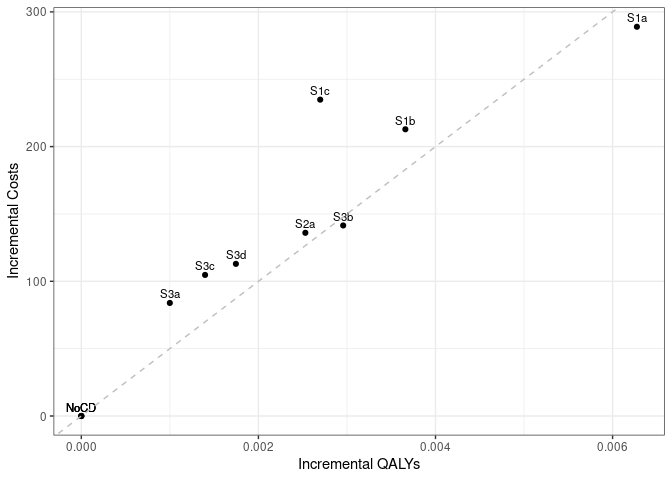 300
200
100
0
Incremental Costs
S1a
S1c
S1b
S3b
S2a
S3d
S3c
S3a
NoCD
0.000
0.002
0.004
0.006
Incremental QALYs